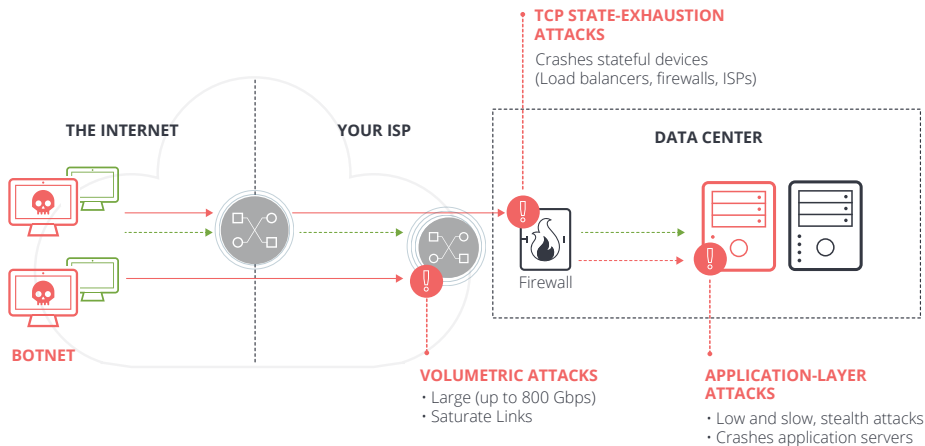 TCP STATE-EXHAUSTION
ATTACKS
Crashes stateful devices
(Load balancers, firewalls, ISPs)
THE INTERNET
YOUR ISP
DATA CENTER
Firewall
BOTNET
VOLUMETRIC ATTACKS
• Large (up to 800 Gbps)
• Saturate Links
APPLICATION-LAYER
ATTACKS
• Low and slow, stealth attacks
• Crashes application servers